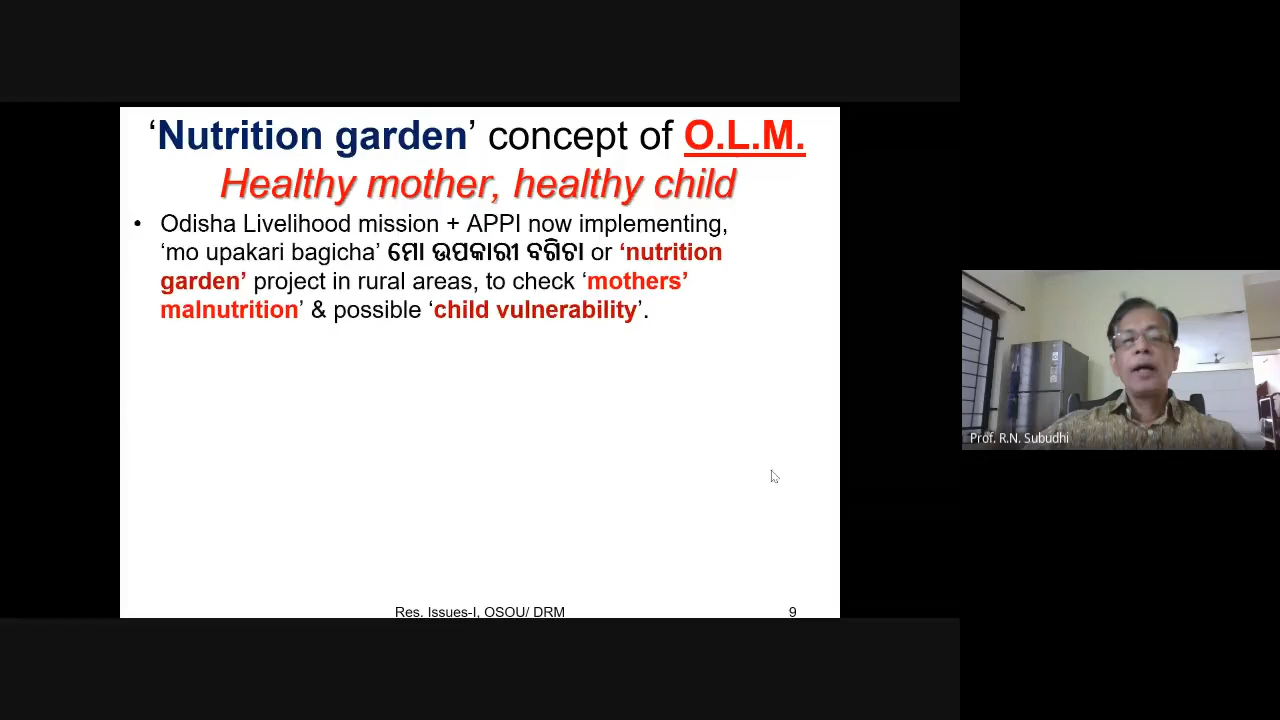 ‘Nutrition garden’ concept of O.L.M.
Healthy mother, healthy child
• Odisha Livelihood mission + APPI now implementing,
‘mo upakari bagicha’ ମୋ ଉପକାରୀ ବଗିଚା or ‘nutrition
garden’ project in rural areas, to check ‘mothers’
malnutrition’ & possible ‘child vulnerability’.
Res. Issues-I, OSOU/ DRM
9
Prof. R.N. Subudhi